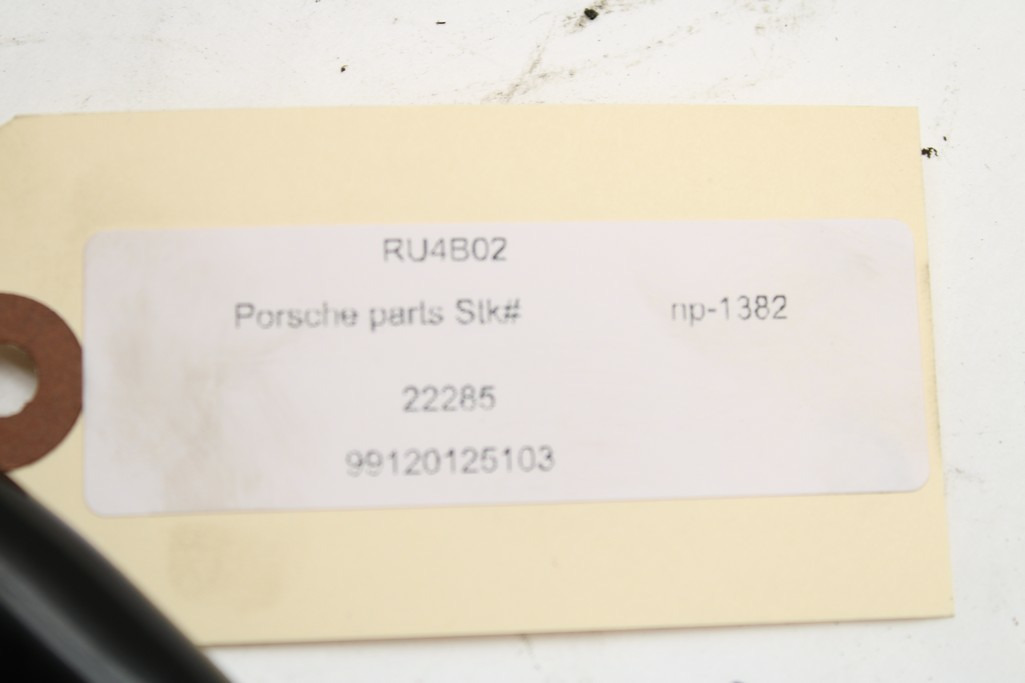 RU4B02
Porsche parts Stk# np-1382
22285
99120125103